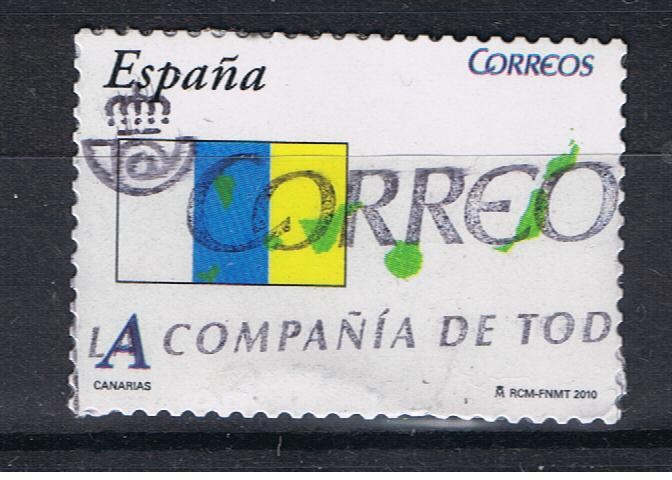 España
CORREOS
CORREO
LA COMPAÑÍA DE TOD
A
CANARIAS
RCM-FNMT 2010